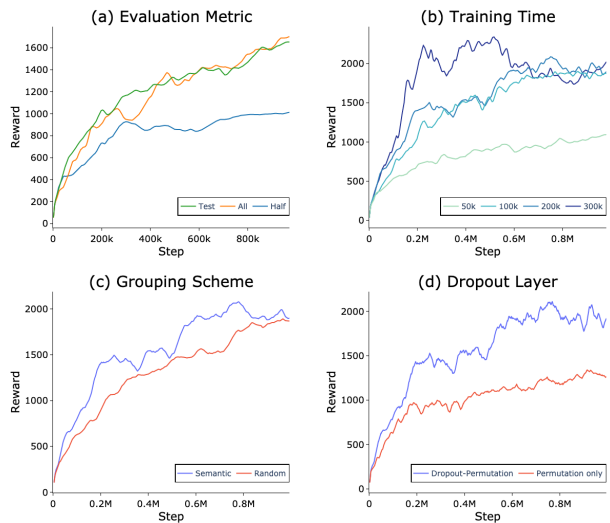 (a) Evaluation Metric
Reward
1600
1400
1200
1000
800
600
400
200
0
0
200k
400k
600k
800k
Step
Test
All
Half
(b) Training Time
Reward
2000
1500
1000
500
0
0
0.2M
0.4M
0.6M
0.8M
Step
50k
100k
200k
300k
(c) Grouping Scheme
Reward
2000
1500
1000
500
0
0
0.2M
0.4M
0.6M
0.8M
Step
Semantic
Random
(d) Dropout Layer
Reward
2000
1500
1000
500
0
0
0.2M
0.4M
0.6M
0.8M
Step
Dropout-Permutation
Permutation only